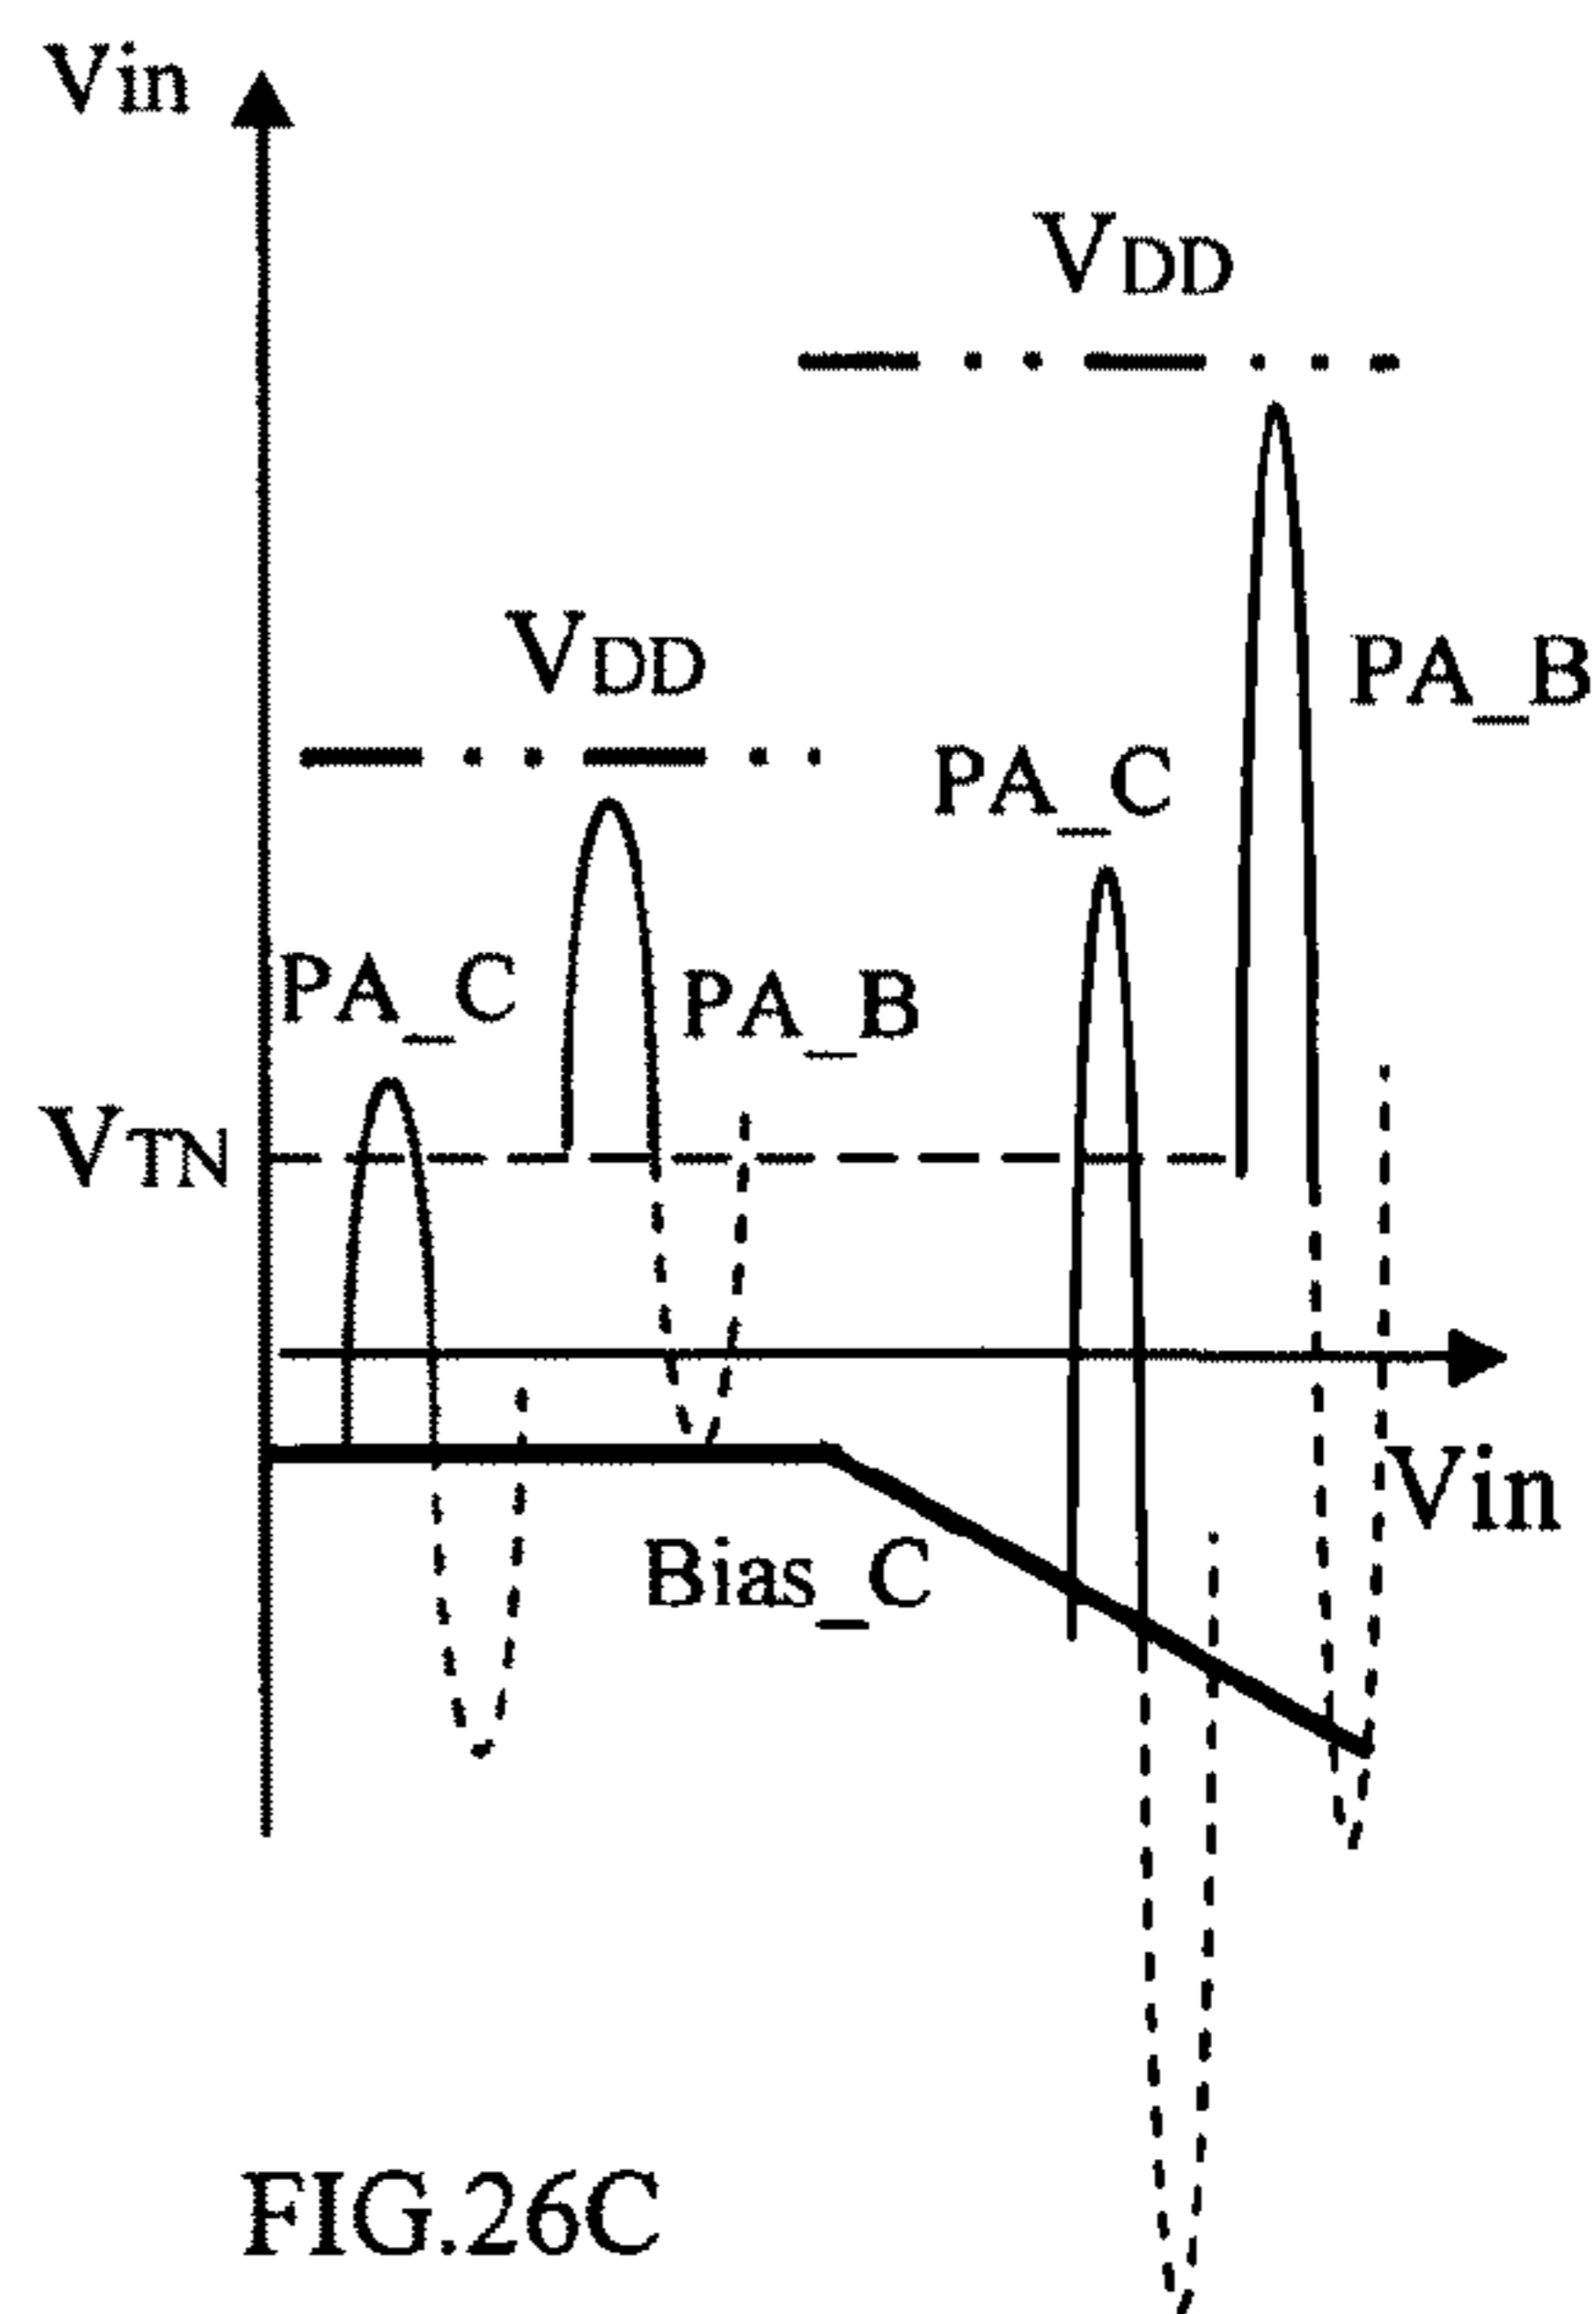 Vin
VDD
VDD
PA_B
PA_C
PA_C
PA_B
VTN
Vin
Bias_C
FIG.26C